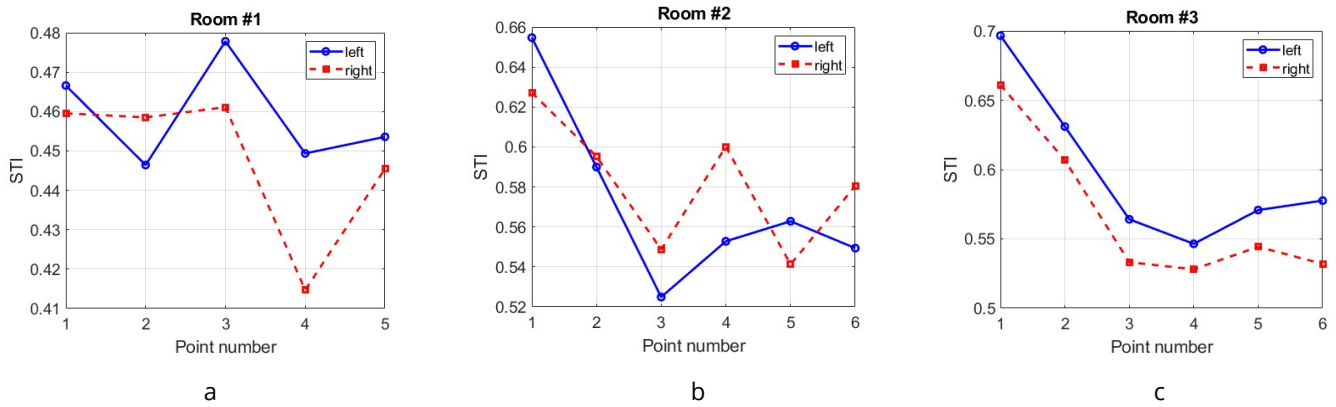 Room #1
0.48
0.47
0.46
0.45
0.44
0.43
0.42
0.41
STI
left
right
1 2 3 4 5
Point number
a
Room #2
0.66
0.64
0.62
0.6
0.58
0.56
0.54
0.52
STI
left
right
1 2 3 4 5 6
Point number
b
Room #3
0.7
0.65
0.6
0.55
0.5
STI
left
right
1 2 3 4 5 6
Point number
c